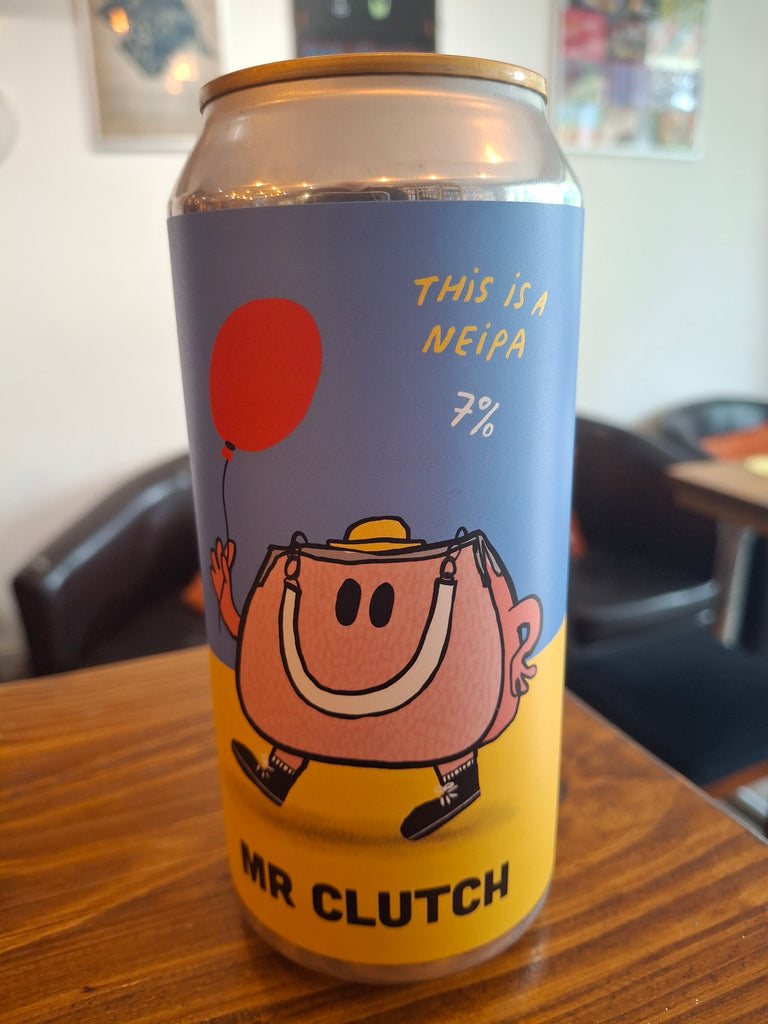 THiS iS A
NEiPA
7%
MR CLUTCH